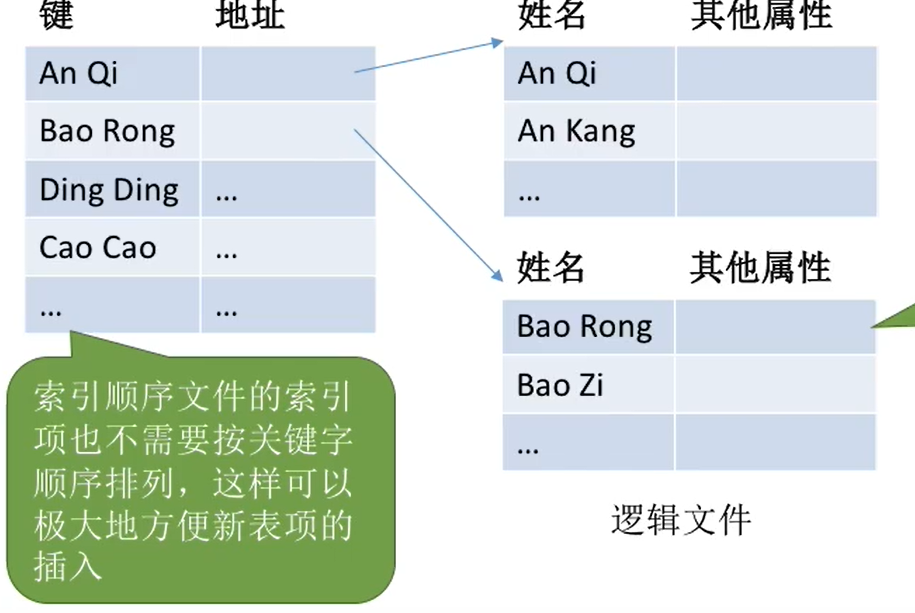 键 地址
An Qi
Bao Rong
Ding Ding ...
Cao Cao ...
... ...
索引顺序文件的索引
项也不需要按关键字
顺序排列，这样可以
极大地方便新表项的
插入
姓名 其他属性
An Qi
An Kang
...
姓名 其他属性
Bao Rong
Bao Zi
...
逻辑文件